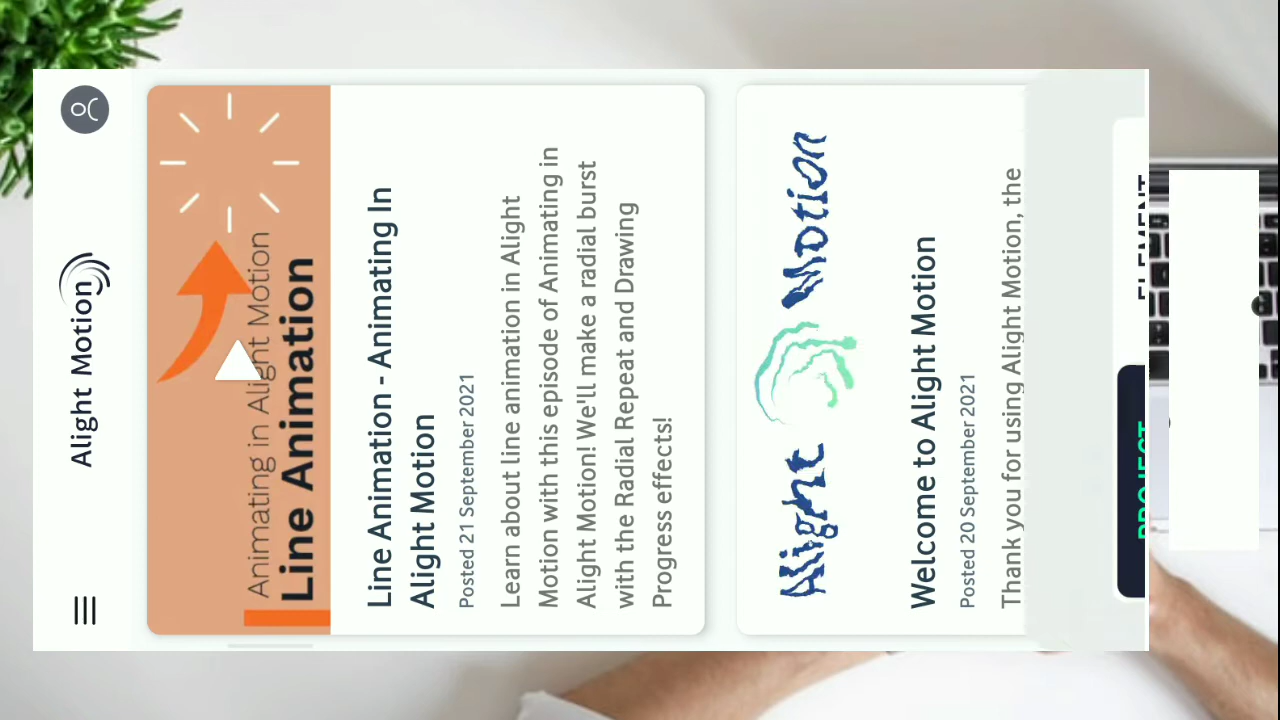 Alight Motion
Animating in Alight Motion
Line Animation
Line Animation - Animating In
Alight Motion
Posted 21 September 2021
Learn about line animation in Alight
Motion with this episode of Animating in
Alight Motion! We'll make a radial burst
with the Radial Repeat and Drawing
Progress effects!
Alight Motion
Welcome to Alight Motion
Posted 20 September 2021
Thank you for using Alight Motion, the
PROJECT
ELEMENT